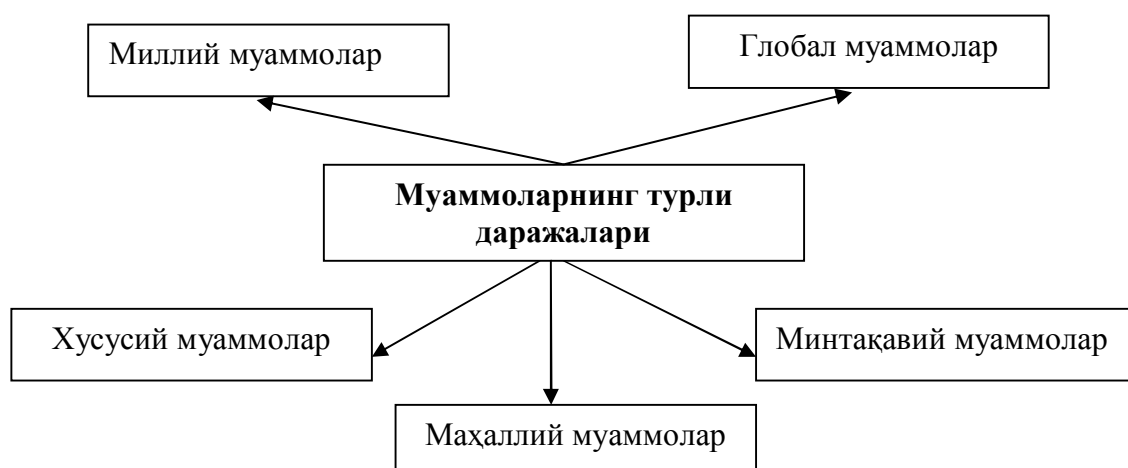 Миллий муаммолар
Глобал муаммолар
Муаммоларнинг турли
даражалари
Хусусий муаммолар
Минтақавий муаммолар
Маҳаллий муаммолар